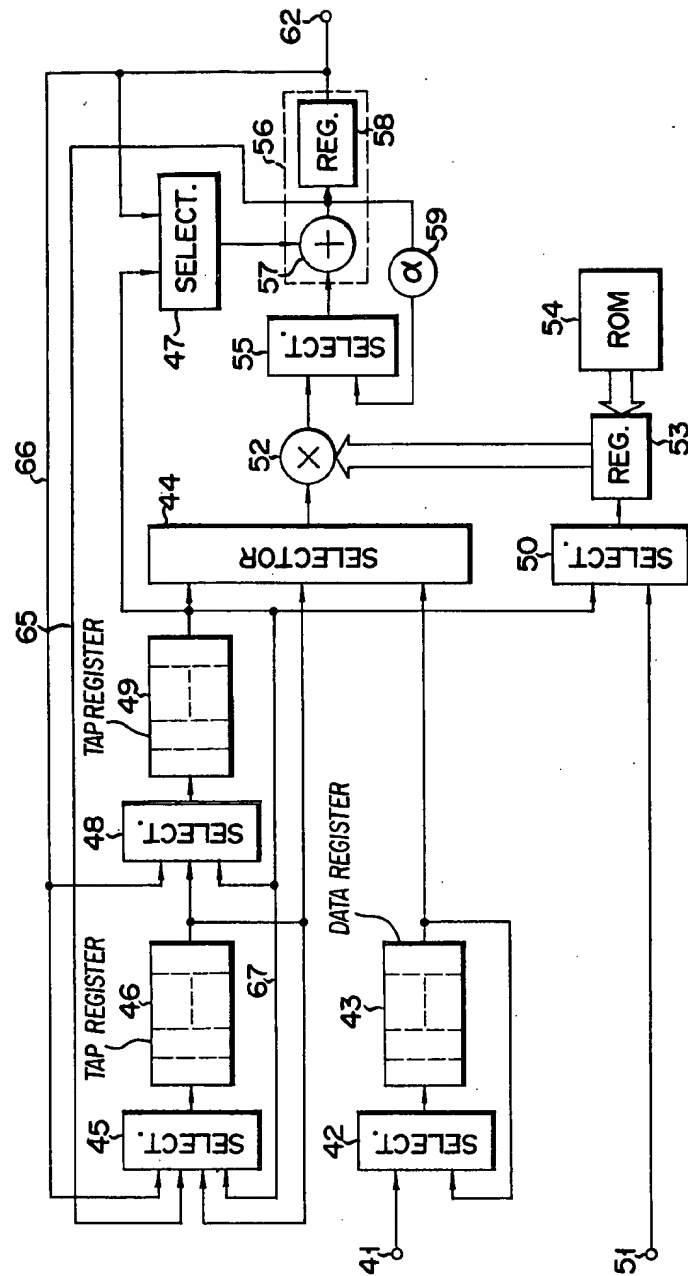 66
65
62
SELECT.
47
56
REG.
58
57
+
α
59
TAP REGISTER
49
44
SELECTOR
52
×
55
SELECT.
54
ROM
48
SELECT.
TAP REGISTER
46
67
DATA REGISTER
43
50
SELECT.
REG.
53
45
SELECT.
42
SELECT.
41
51